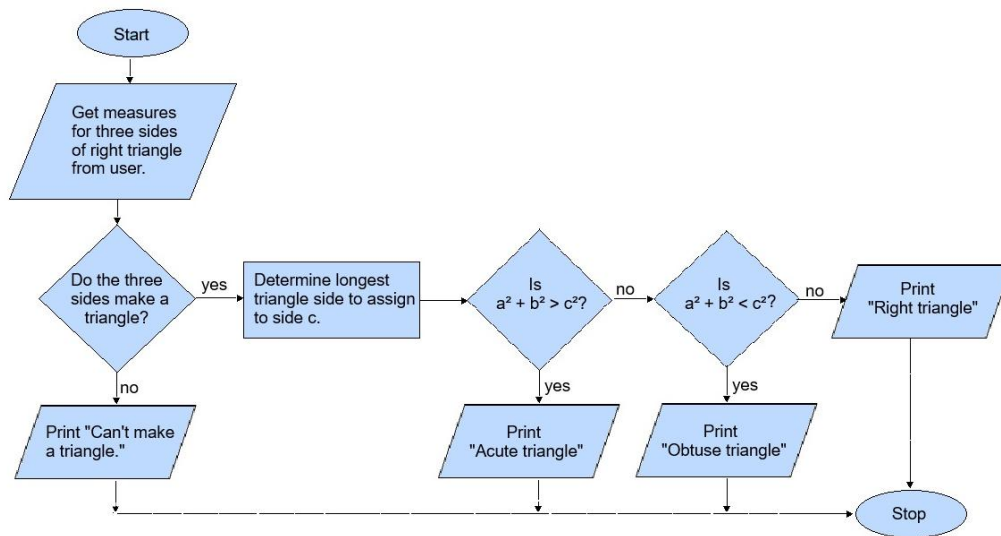 Start
Get measures
for three sides
of right triangle
from user.
Do the three
sides make a
triangle?
yes
Determine longest
triangle side to assign
to side c.
Is
a² + b² > c²?
no
Is
a² + b² < c²?
no
Print
"Right triangle"
no
yes
yes
Print "Can't make
a triangle."
Print
"Acute triangle"
Print
"Obtuse triangle"
Stop